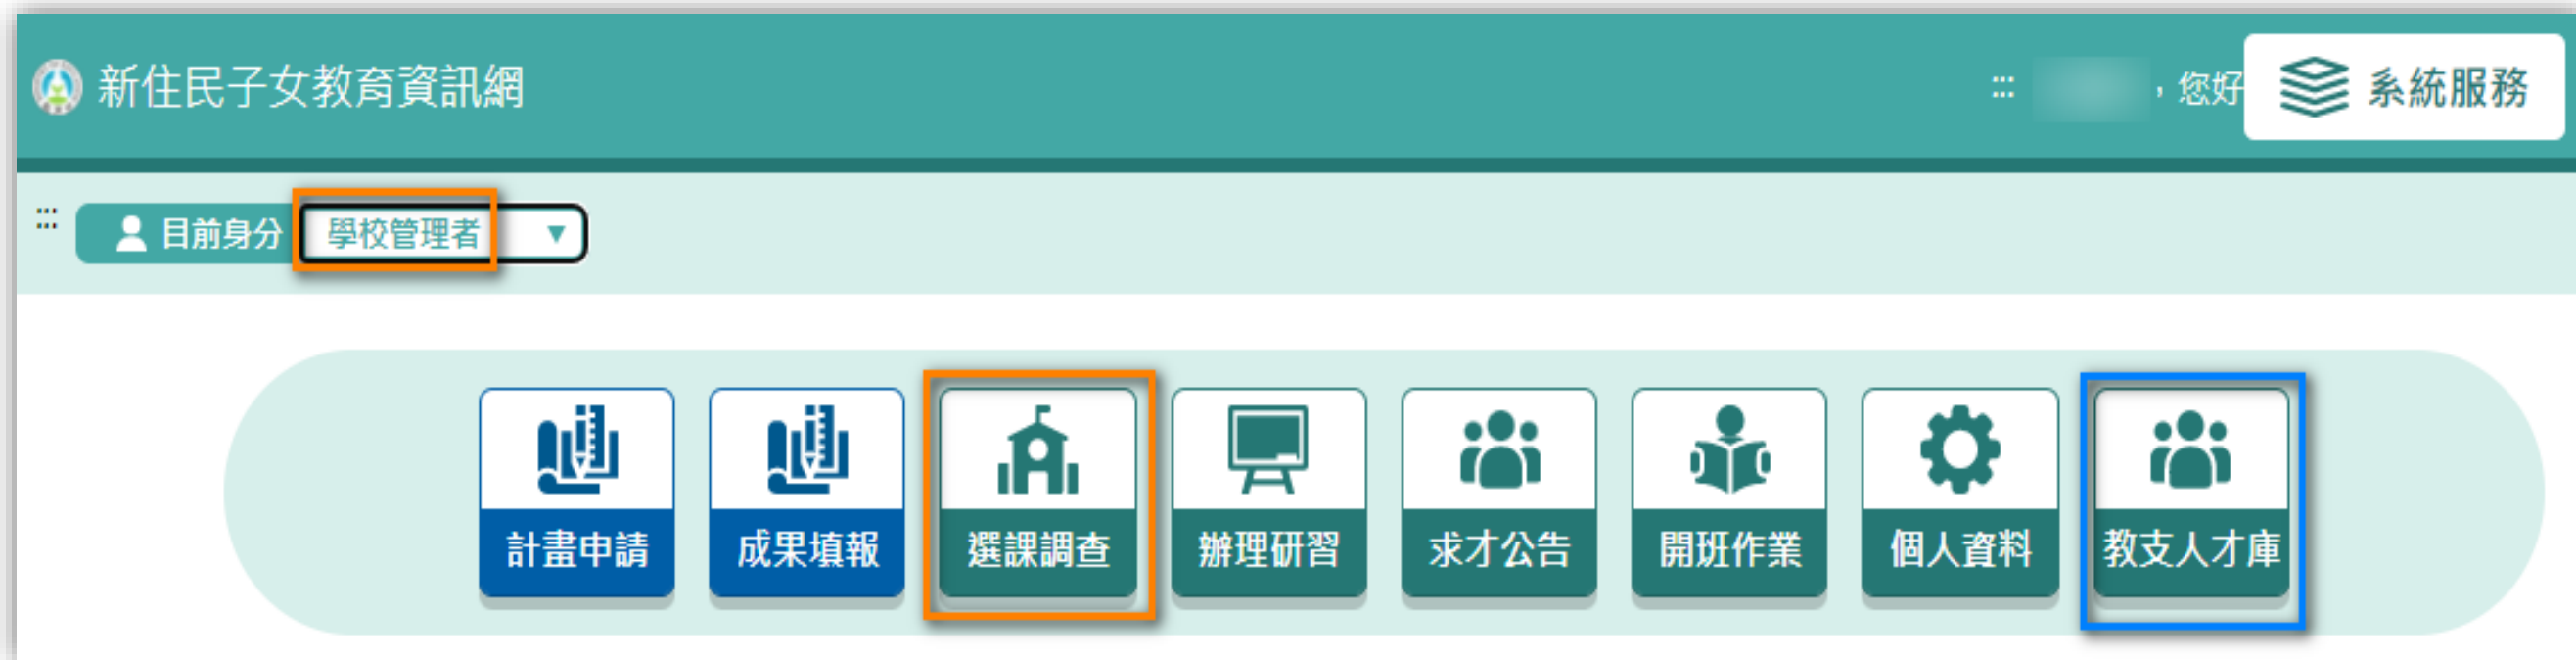 新住民子女教育資訊網
，您好
系統服務
目前身分 學校管理者 ▼
計畫申請 成果填報 選課調查 辦理研習 求才公告 開班作業 個人資料 教支人才庫